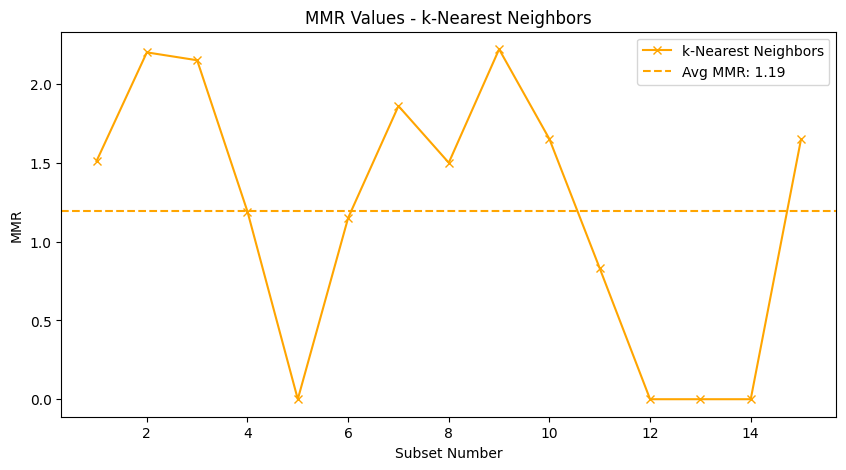 MMR Values - k-Nearest Neighbors
k-Nearest Neighbors
Avg MMR: 1.19
MMR
2.0
1.5
1.0
0.5
0.0
2 4 6 8 10 12 14
Subset Number